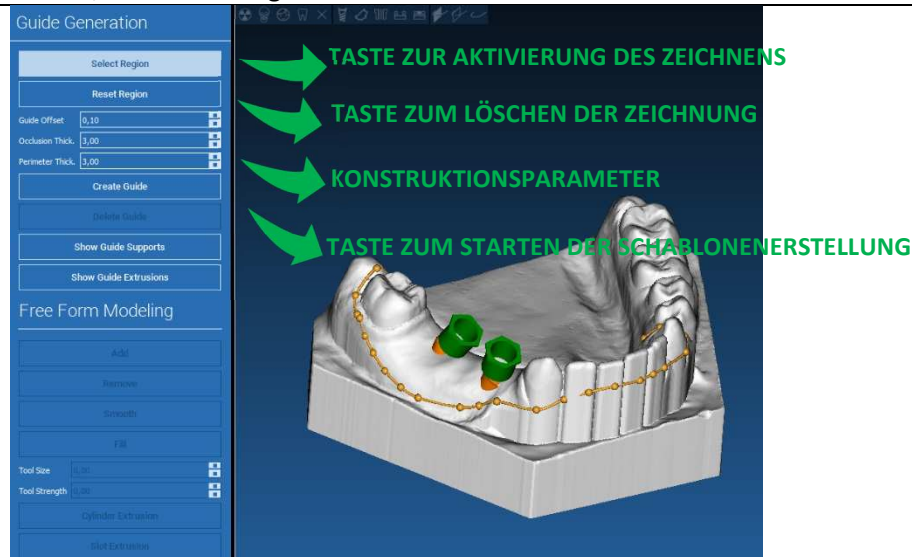 Guide Generation
Select Region
TASTE ZUR AKTIVIERUNG DES ZEICHNENS
Reset Region
TASTE ZUM LÖSCHEN DER ZEICHNUNG
Guide Offset 0,10
Occlusion Thick. 3,00
Perimeter Thick. 3,00
KONSTRUKTIONSPARAMETER
Create Guide
Delete Guide
Show Guide Supports
TASTE ZUM STARTEN DER SCHABLONENERSTELLUNG
Show Guide Extrusions
Free Form Modeling
Add
Remove
Smooth
Fill
Tool Size
Tool Strength
Cylinder Extrusion
Slot Extrusion